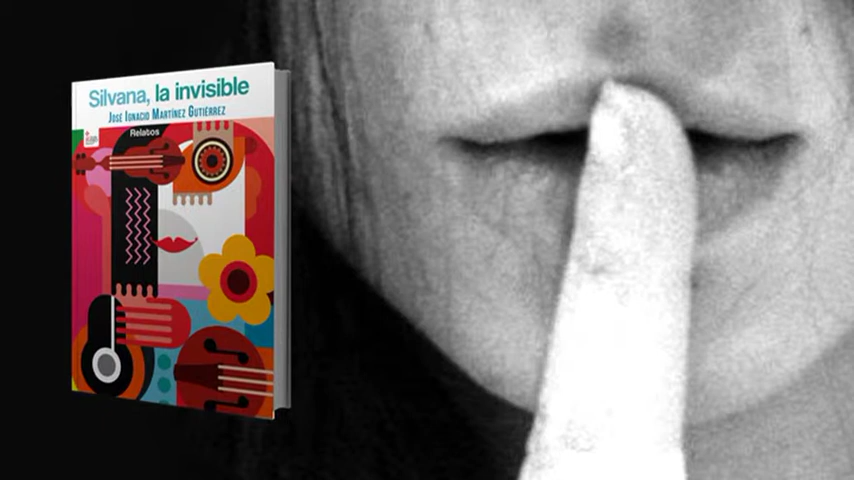 Silvana, la invisible
José Ignacio Martínez Gutiérrez
Relatos